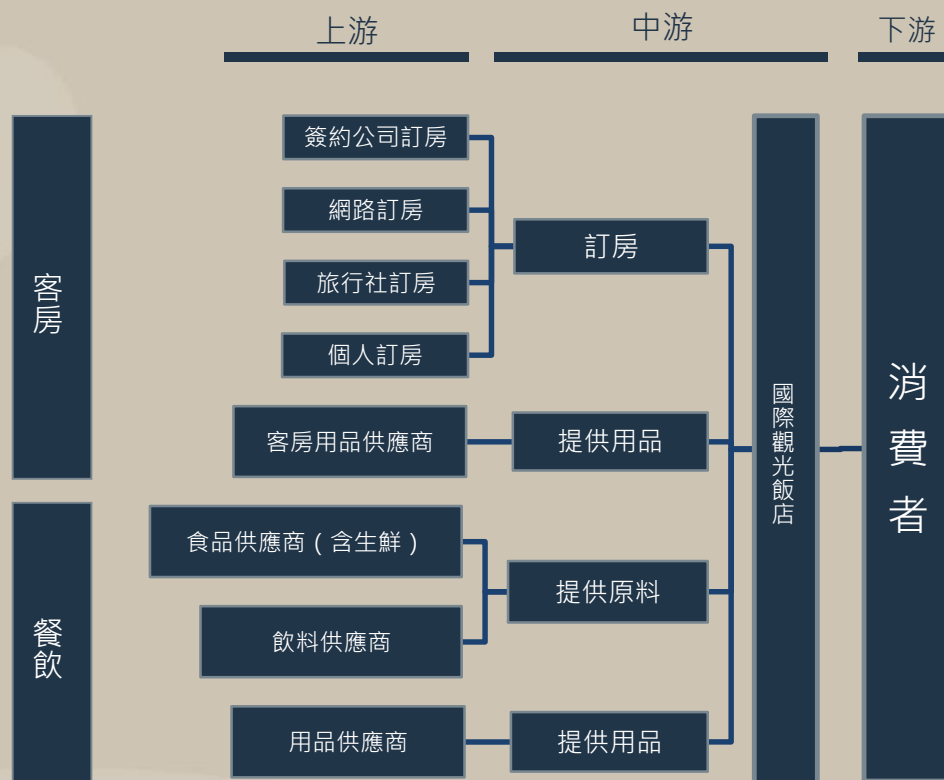 上游
中游
下游
客房
簽約公司訂房
網路訂房
旅行社訂房
個人訂房
訂房
客房用品供應商
提供用品
國際觀光飯店
消費者
餐飲
食品供應商(含生鮮)
飲料供應商
提供原料
用品供應商
提供用品